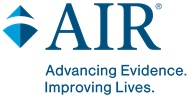 AIR®
Advancing Evidence.
Improving Lives.